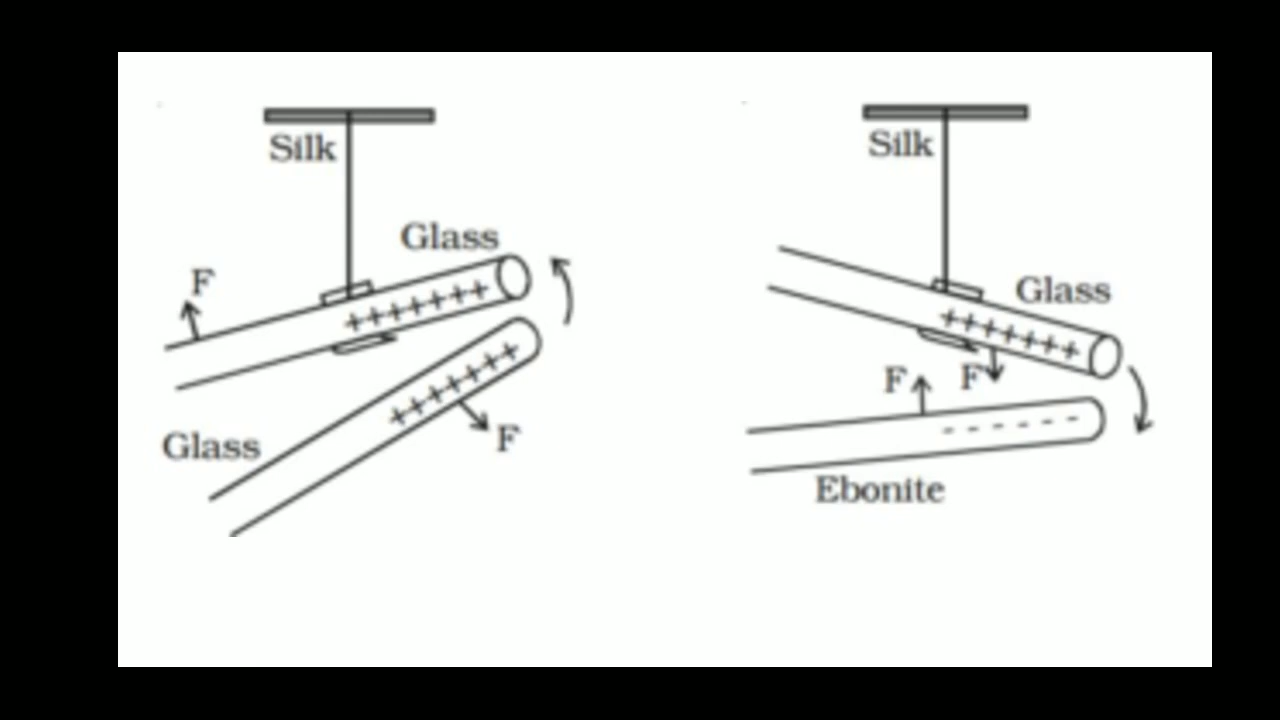 Silk
Glass
F
+++++++
+++++++
Glass
F
Silk
Glass
+++++++
F
F
- - - - - -
Ebonite